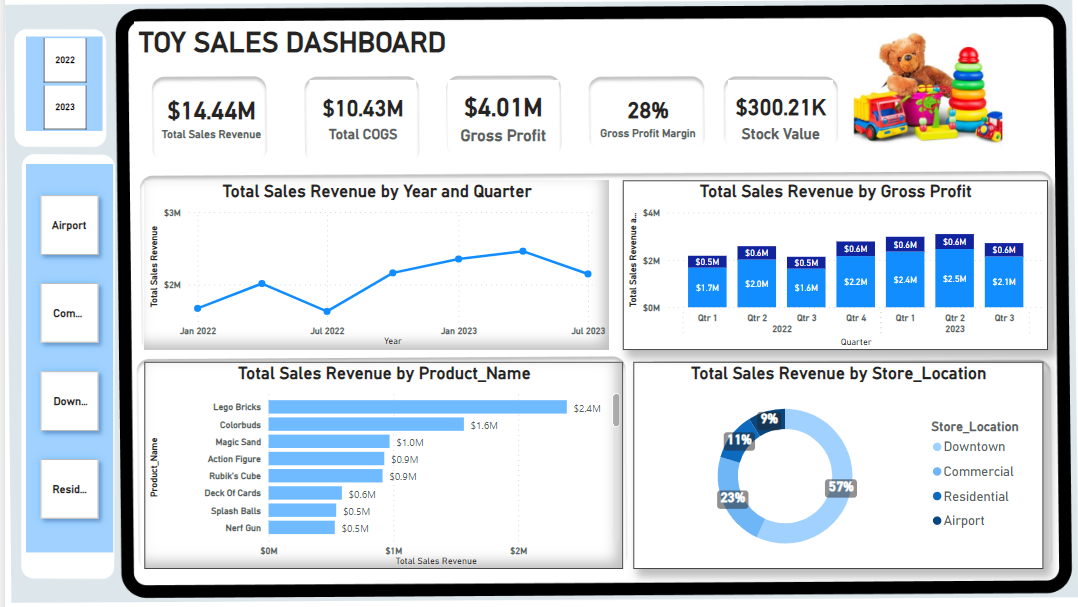 TOY SALES DASHBOARD
2022
2023
Airport
Com...
Down...
Resid...
$14.44M
Total Sales Revenue
$10.43M
Total COGS
$4.01M
Gross Profit
28%
Gross Profit Margin
$300.21K
Stock Value
Total Sales Revenue by Year and Quarter
Total Sales Revenue
$3M
$2M
Jan 2022
Jul 2022
Jan 2023
Jul 2023
Year
Total Sales Revenue by Gross Profit
Total Sales Revenue a...
$4M
$2M
$0M
$0.5M
$0.6M
$0.5M
$0.6M
$0.6M
$0.6M
$0.6M
$1.7M
$2.0M
$1.6M
$2.2M
$2.4M
$2.5M
$2.1M
Qtr 1
Qtr 2
Qtr 3
Qtr 4
Qtr 1
Qtr 2
Qtr 3
2022
2023
Quarter
Total Sales Revenue by Product_Name
Product_Name
Lego Bricks $2.4M
Colorbuds $1.6M
Magic Sand $1.0M
Action Figure $0.9M
Rubik's Cube $0.9M
Deck Of Cards $0.6M
Splash Balls $0.5M
Nerf Gun $0.5M
$0M
$1M
$2M
Total Sales Revenue
Total Sales Revenue by Store_Location
9%
11%
23%
57%
Store_Location
Downtown
Commercial
Residential
Airport